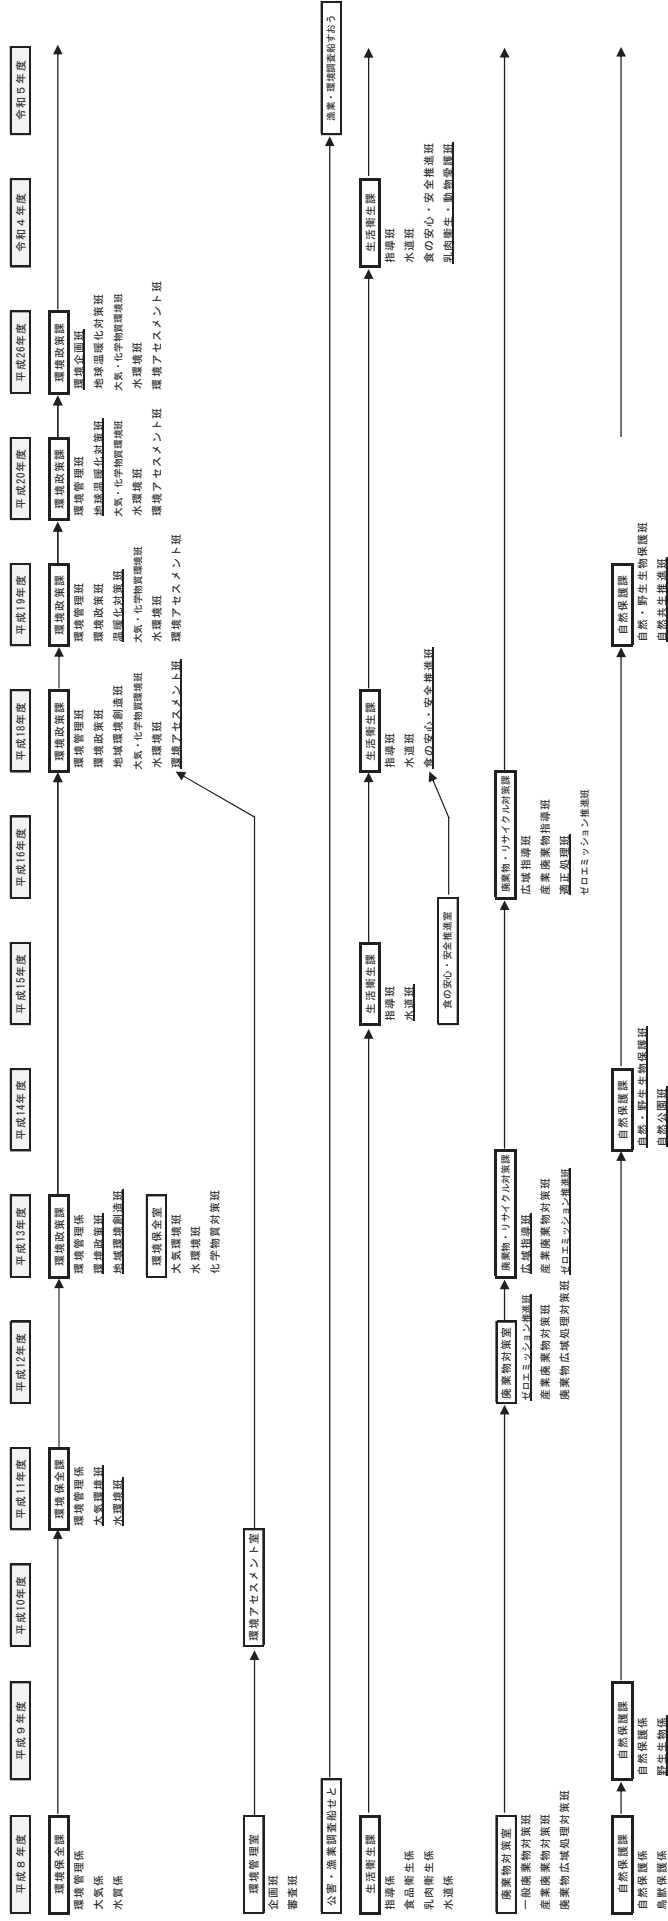 平成８年度
平成９年度
平成10年度
平成11年度
平成12年度
平成13年度
平成14年度
平成15年度
平成16年度
平成18年度
平成19年度
平成20年度
平成26年度
令和４年度
令和５年度
環境保全課
環境管理係
大気係
水質係
環境保全課
環境管理係
大気環境班
水環境班
環境政策課
環境管理係
環境政策班
地域環境創造班
環境保全室
大気環境班
水環境班
化学物質対策班
環境政策課
環境管理班
環境政策班
地域環境創造班
大気・化学物質環境班
水環境班
環境アセスメント班
環境政策課
環境管理班
環境政策班
温暖化対策班
大気・化学物質環境班
水環境班
環境アセスメント班
環境政策課
環境管理班
地球温暖化対策班
大気・化学物質環境班
水環境班
環境アセスメント班
環境政策課
環境企画班
地球温暖化対策班
大気・化学物質環境班
水環境班
環境アセスメント班
環境管理室
企画班
審査班
環境アセスメント室
公害・漁業調査船せと
漁業・環境調査船すおう
生活衛生課
指導係
食品衛生係
乳肉衛生係
水道係
生活衛生課
指導班
水道班
食の安心・安全推進室
生活衛生課
指導班
水道班
食の安心・安全推進班
生活衛生課
指導班
水道班
食の安心・安全推進班
乳肉衛生・動物愛護班
廃棄物対策室
一般廃棄物対策班
産業廃棄物対策班
廃棄物広域処理対策班
廃棄物対策室
ゼロエミッション推進班
産業廃棄物対策班
廃棄物広域処理対策班
廃棄物・リサイクル対策課
広域指導班
産業廃棄物対策班
ゼロエミッション推進班
廃棄物・リサイクル対策課
広域指導班
産業廃棄物指導班
適正処理班
ゼロエミッション推進班
自然保護課
自然保護係
鳥獣保護係
自然保護課
自然保護係
野生生物係
自然保護課
自然・野生生物保護班
自然公園班
自然保護課
自然・野生生物保護班
自然共生推進班